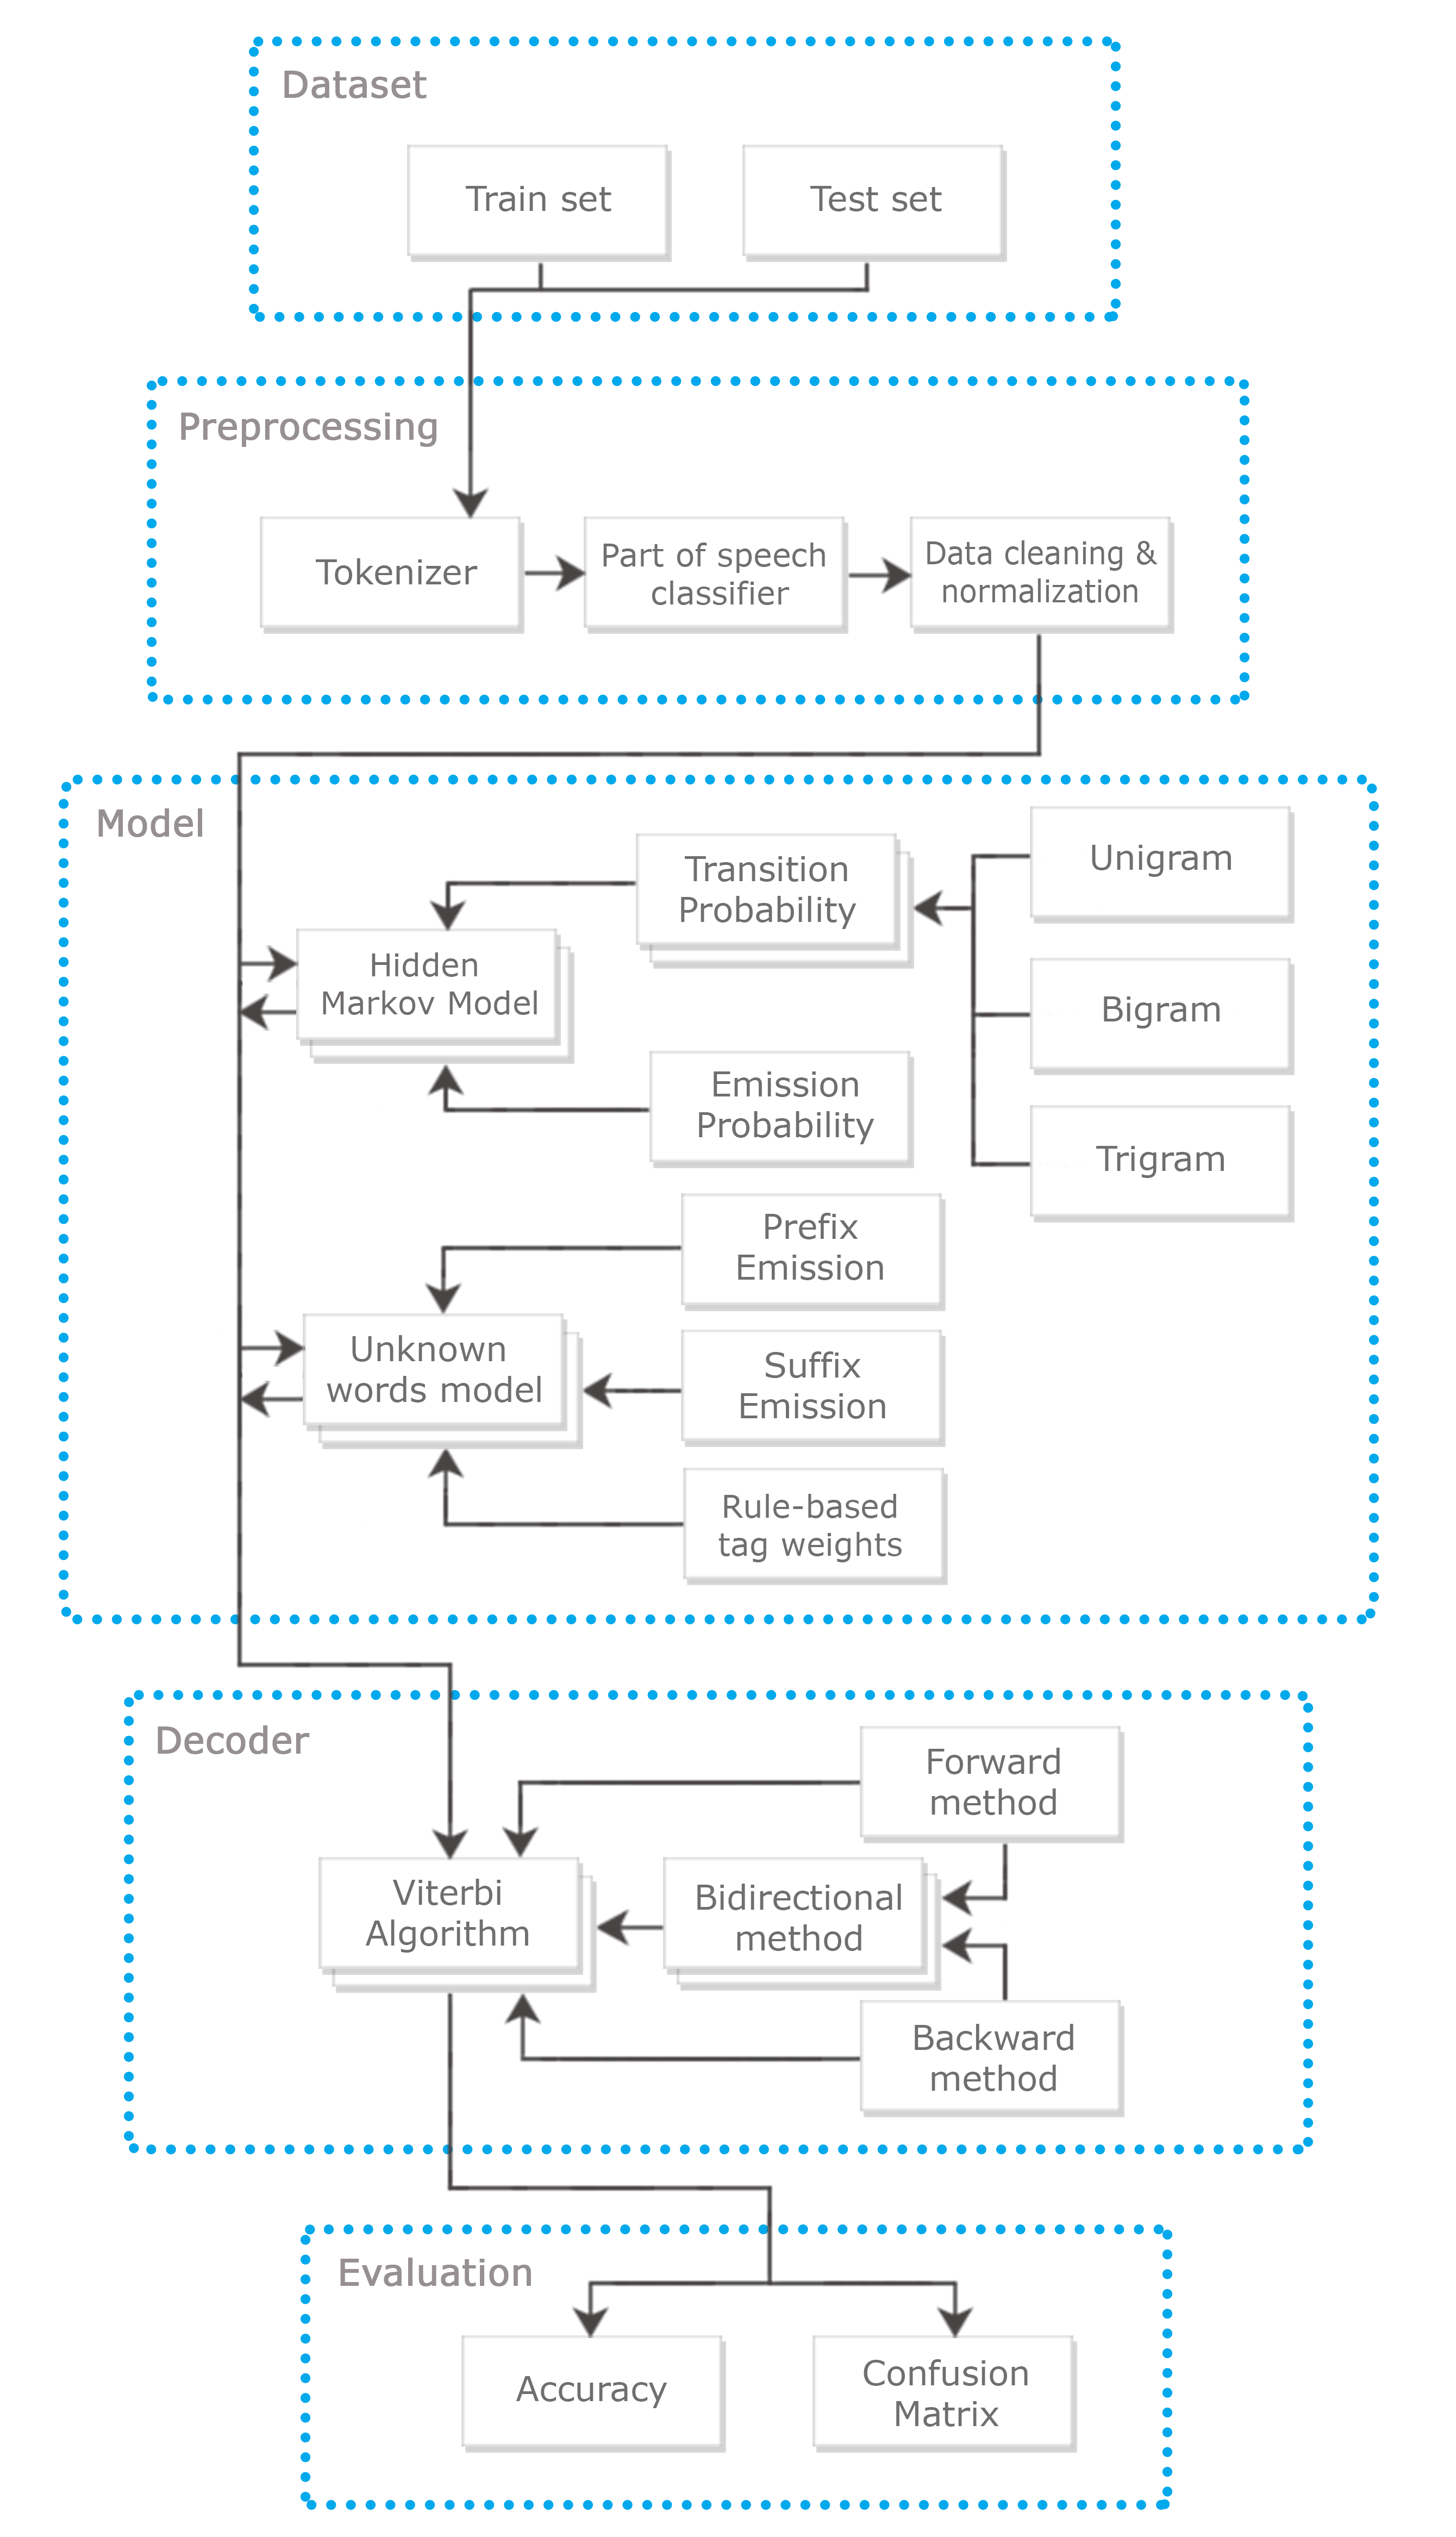 Dataset
Train set
Test set
Preprocessing
Tokenizer
Part of speech
classifier
Data cleaning &
normalization
Model
Transition
Probability
Unigram
Hidden
Markov Model
Bigram
Emission
Probability
Trigram
Prefix
Emission
Unknown
words model
Suffix
Emission
Rule-based
tag weights
Decoder
Forward
method
Viterbi
Algorithm
Bidirectional
method
Backward
method
Evaluation
Accuracy
Confusion
Matrix